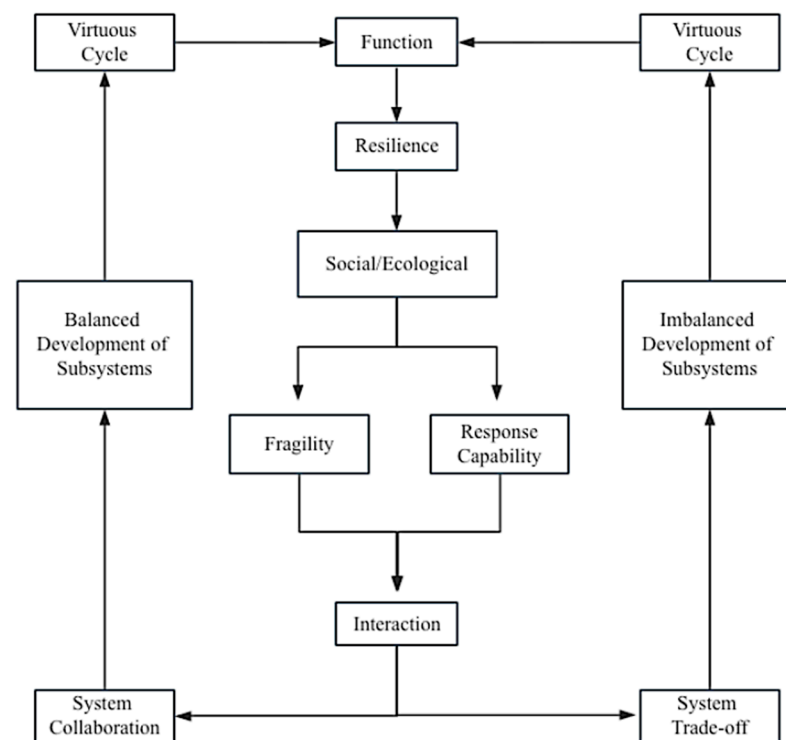 Virtuous
Cycle
Function
Virtuous
Cycle
Resilience
Social/Ecological
Balanced
Development of
Subsystems
Imbalanced
Development of
Subsystems
Fragility
Response
Capability
Interaction
System
Collaboration
System
Trade-off